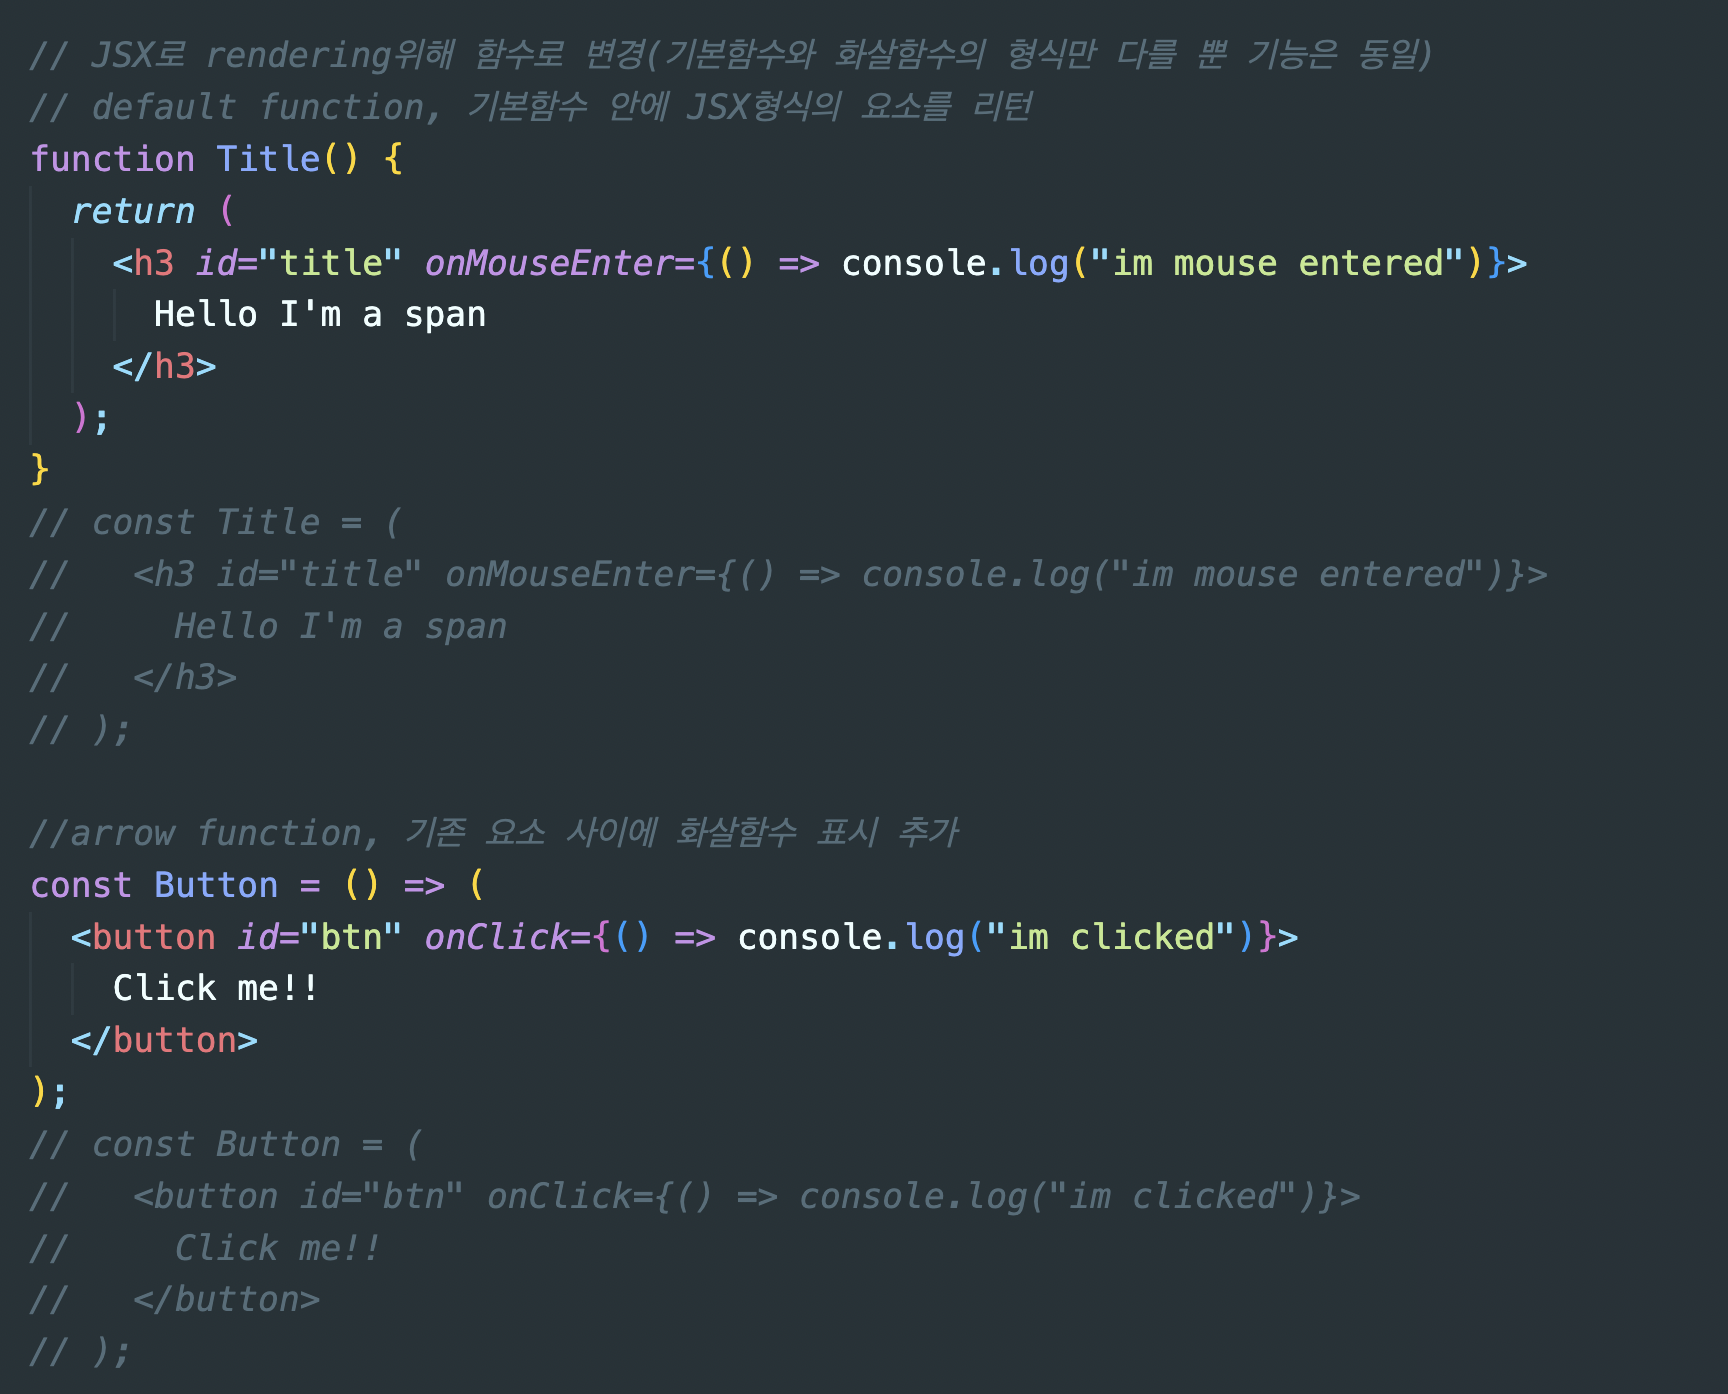 // JSX로 rendering위해 함수로 변경(기본함수와 화살함수의 형식만 다를 뿐 기능은 동일)
// default function, 기본함수 안에 JSX형식의 요소를 리턴
function Title() {
  return (
    <h3 id="title" onMouseEnter={() => console.log("im mouse entered")}>
      Hello I'm a span
    </h3>
  );
}
// const Title = (
//   <h3 id="title" onMouseEnter={() => console.log("im mouse entered")}>
//     Hello I'm a span
//   </h3>
// );

//arrow function, 기존 요소 사이에 화살함수 표시 추가
const Button = () => (
  <button id="btn" onClick={() => console.log("im clicked")}>
    Click me!!
  </button>
);
// const Button = (
//   <button id="btn" onClick={() => console.log("im clicked")}>
//     Click me!!
//   </button>
// );